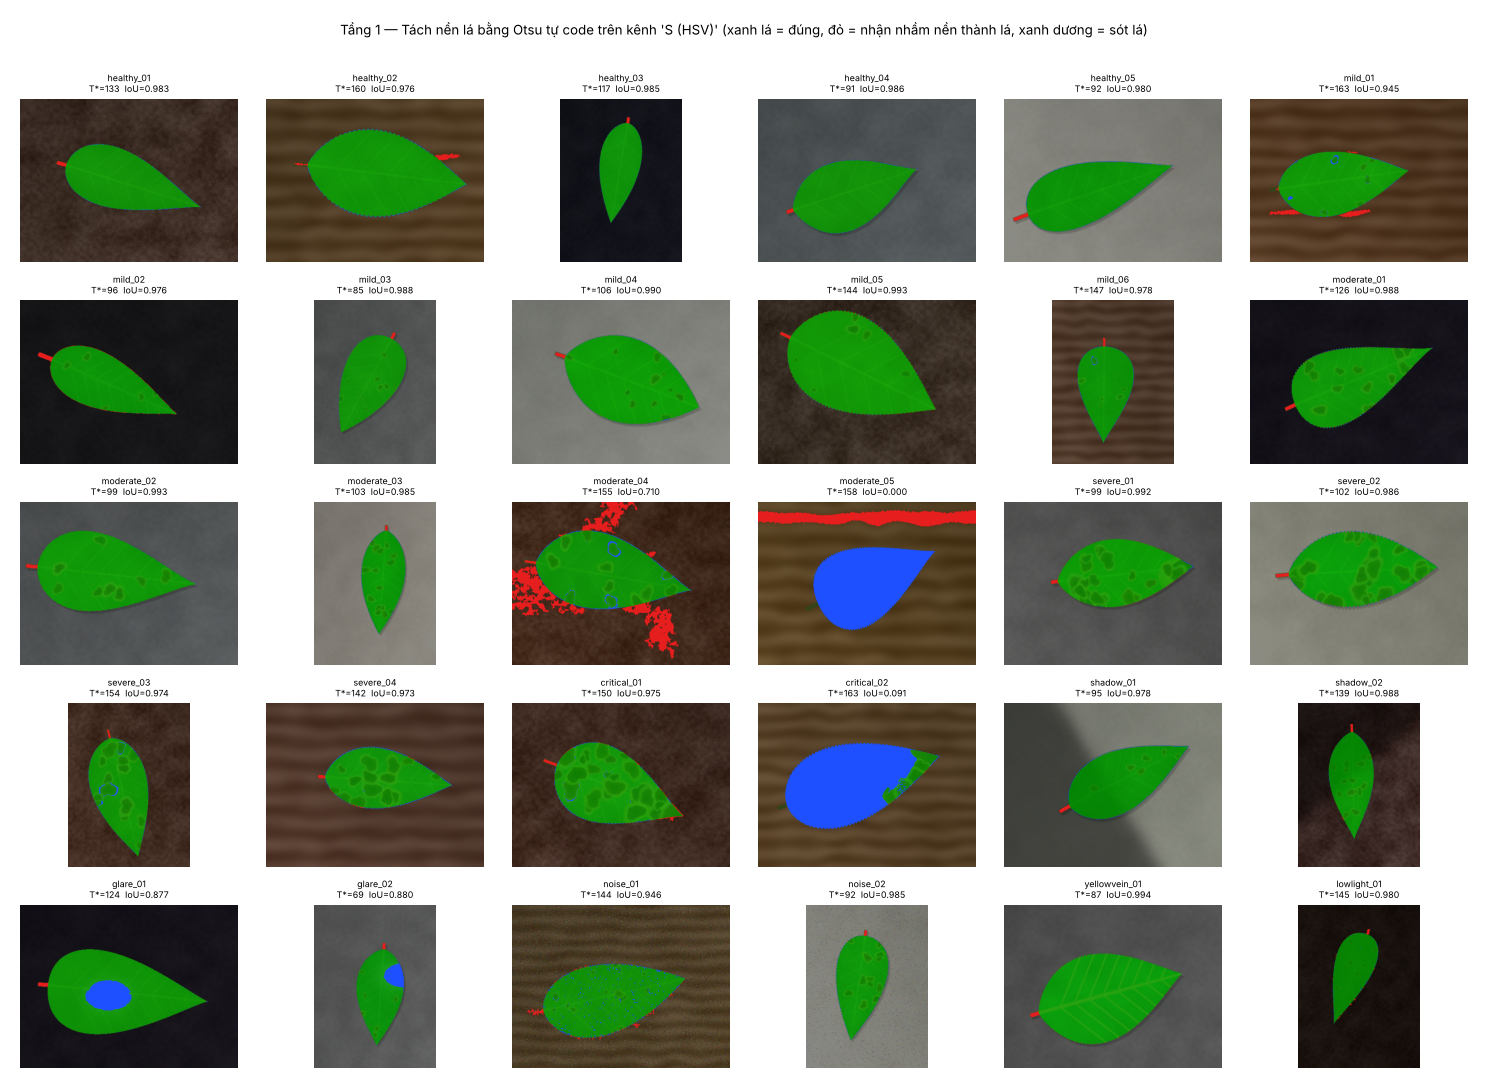 Tầng 1 — Tách nền lá bằng Otsu tự code trên kênh 'S (HSV)' (xanh lá = đúng, đỏ = nhận nhầm nền thành lá, xanh dương = sót lá)
healthy_01
T*=133 IoU=0.983
healthy_02
T*=160 IoU=0.976
healthy_03
T*=117 IoU=0.985
healthy_04
T*=91 IoU=0.986
healthy_05
T*=92 IoU=0.980
mild_01
T*=163 IoU=0.945
mild_02
T*=96 IoU=0.976
mild_03
T*=85 IoU=0.988
mild_04
T*=106 IoU=0.990
mild_05
T*=144 IoU=0.993
mild_06
T*=147 IoU=0.978
moderate_01
T*=126 IoU=0.988
moderate_02
T*=99 IoU=0.993
moderate_03
T*=103 IoU=0.985
moderate_04
T*=155 IoU=0.710
moderate_05
T*=158 IoU=0.000
severe_01
T*=99 IoU=0.992
severe_02
T*=102 IoU=0.986
severe_03
T*=154 IoU=0.974
severe_04
T*=142 IoU=0.973
critical_01
T*=150 IoU=0.975
critical_02
T*=163 IoU=0.091
shadow_01
T*=95 IoU=0.978
shadow_02
T*=139 IoU=0.988
glare_01
T*=124 IoU=0.877
glare_02
T*=69 IoU=0.880
noise_01
T*=144 IoU=0.946
noise_02
T*=92 IoU=0.985
yellowvein_01
T*=87 IoU=0.994
lowlight_01
T*=145 IoU=0.980